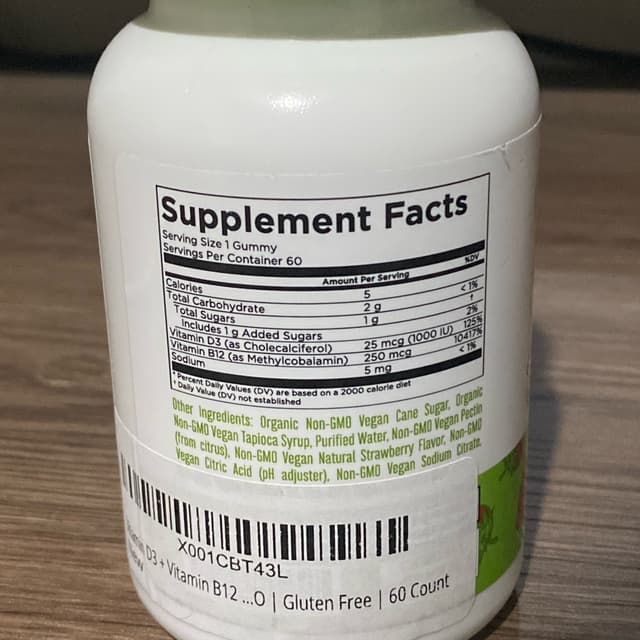 Supplement Facts
Serving Size 1 Gummy
Servings Per Container 60
Amount Per Serving %DV
Calories 5
Total Carbohydrate 2 g < 1%
Total Sugars 1 g †
Includes 1 g Added Sugars 2%
Vitamin D3 (as Cholecalciferol) 25 mcg (1000 IU) 125%
Vitamin B12 (as Methylcobalamin) 250 mcg 10417%
Sodium 5 mg < 1%
* Percent Daily Values (DV) are based on a 2000 calorie diet
Daily Value (DV) not established
Other Ingredients: Organic Non-GMO Vegan Cane Sugar, Organic
Non-GMO Vegan Tapioca Syrup, Purified Water, Non-GMO Vegan Pectin
(from citrus), Non-GMO Vegan Natural Strawberry Flavor, Non-GMO
Vegan Citric Acid (pH adjuster), Non-GMO Vegan Sodium Citrate.
X001CBT43L
D3 + Vitamin B12 ...O | Gluten Free | 60 Count